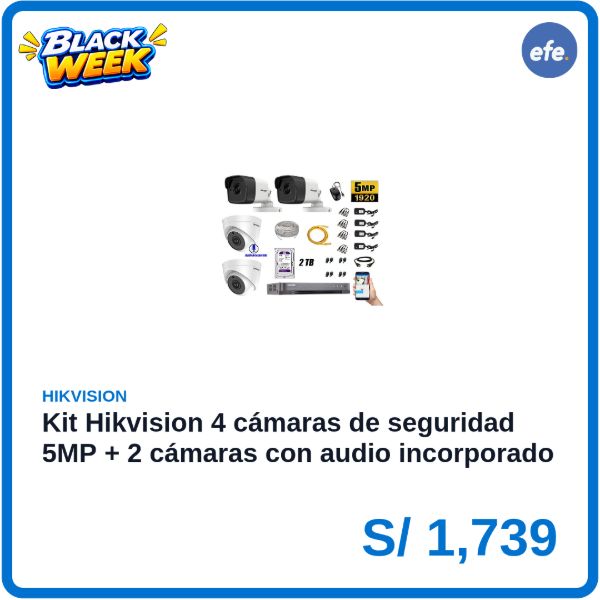 BLACK
WEEK
efe.
5MP
1920
2 TB
HIKVISION
Kit Hikvision 4 cámaras de seguridad
5MP + 2 cámaras con audio incorporado
S/ 1,739